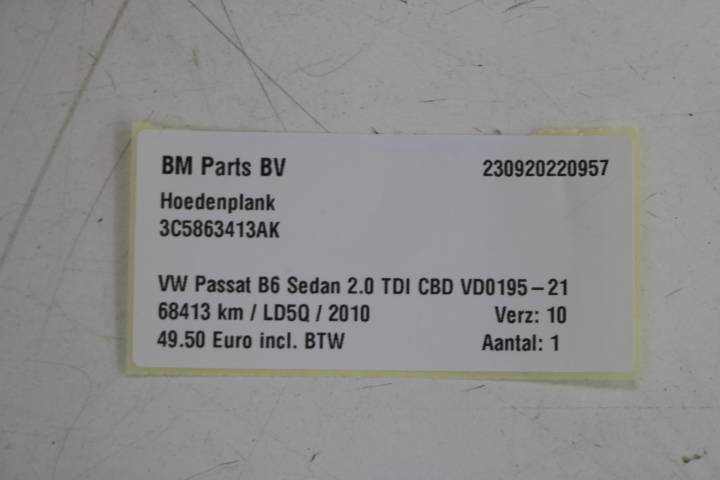 BM Parts BV 230920220957
Hoedenplank
3C5863413AK
VW Passat B6 Sedan 2.0 TDI CBD VD0195-21
68413 km / LD5Q / 2010 Verz: 10
49.50 Euro incl. BTW Aantal: 1